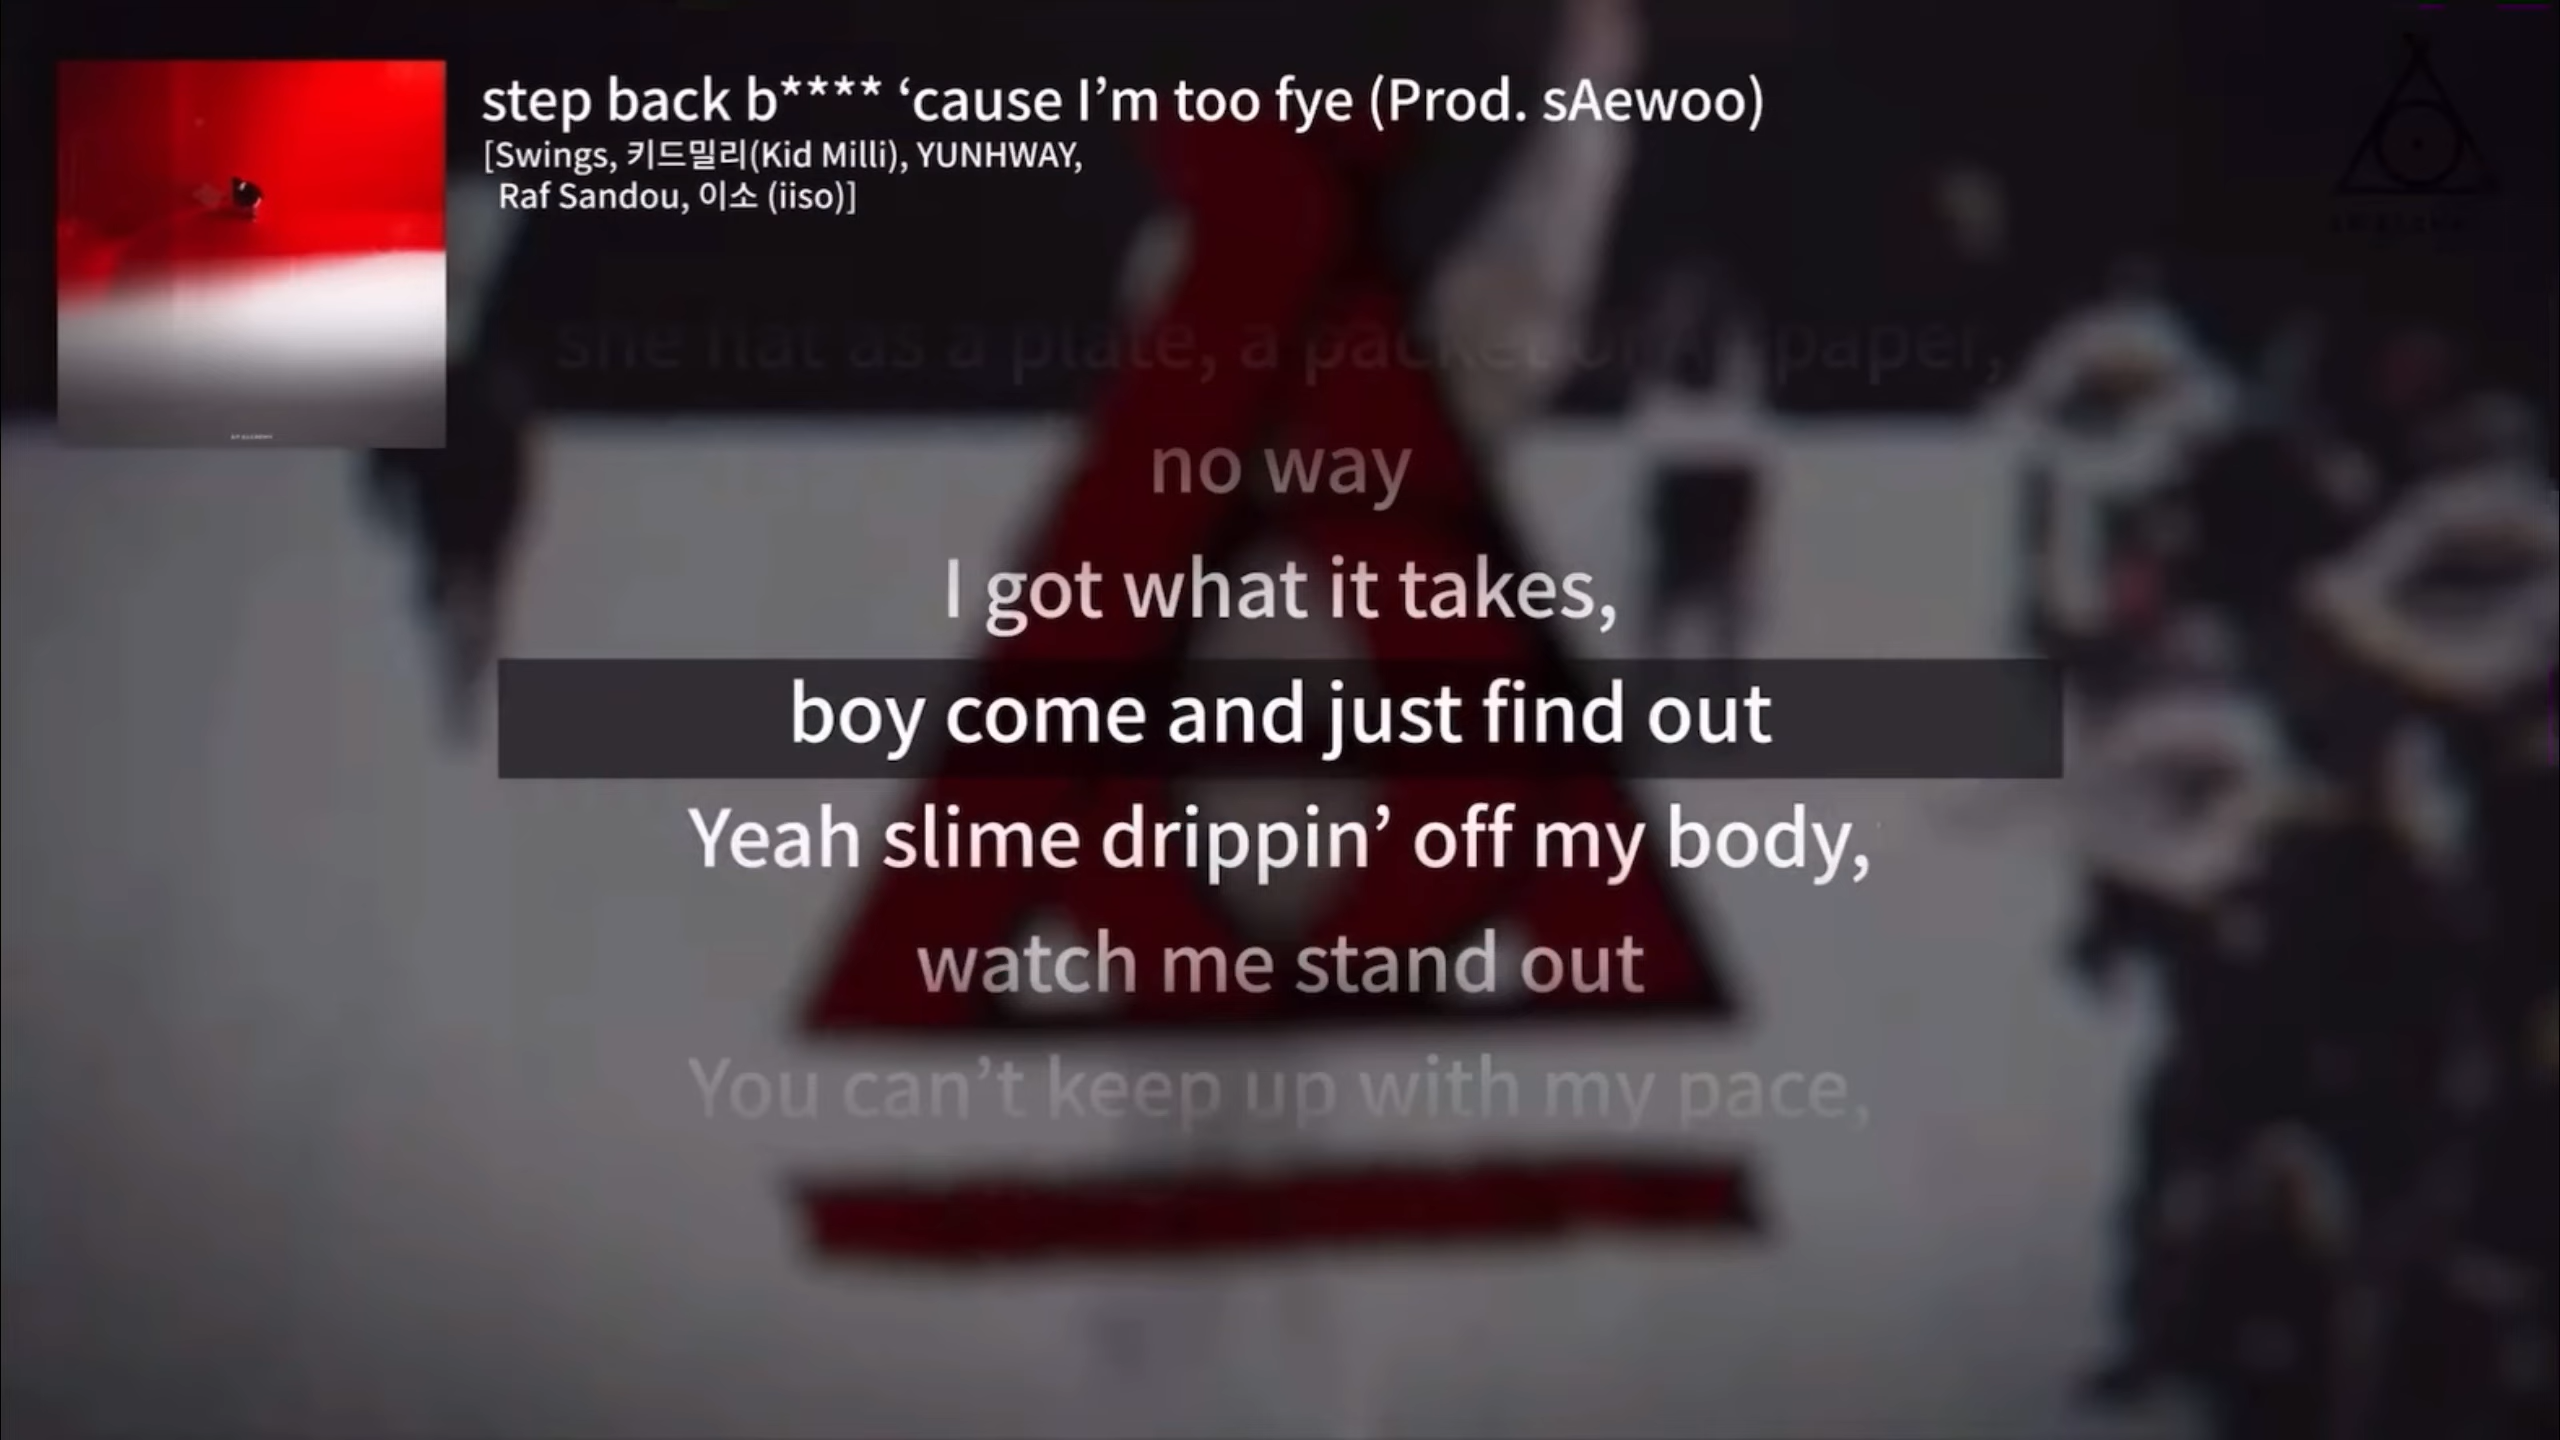 step back b**** ‘cause I’m too fye (Prod. sAewoo)
[Swings, 키드밀리(Kid Milli), YUNHWAY,
Raf Sandou, 이소 (iiso)]
she flat as a plate, a packet of paper,
no way
I got what it takes,
boy come and just find out
Yeah slime drippin’ off my body,
watch me stand out
You can’t keep up with my pace,